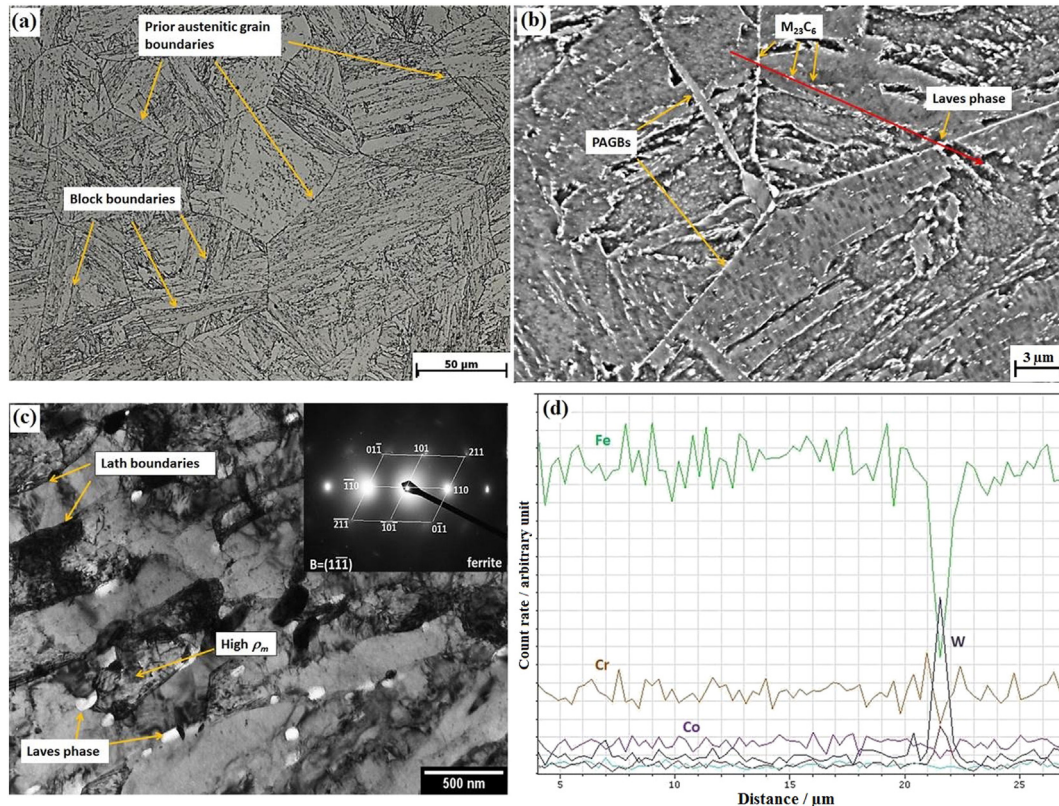 (a)
Prior austenitic grain
boundaries
Block boundaries
50 µm
(b)
M₂₃C₆
Laves phase
PAGBs
3 µm
(c)
Lath boundaries
High ρₘ
Laves phase
500 nm
01̅1̅
101
211
1̅1̅0
110
2̅1̅1̅
101̅
01̅1
B=(11̅1̅)
ferrite
(d)
Fe
W
Cr
Co
Count rate / arbitrary unit
5
10
15
20
25
Distance / µm